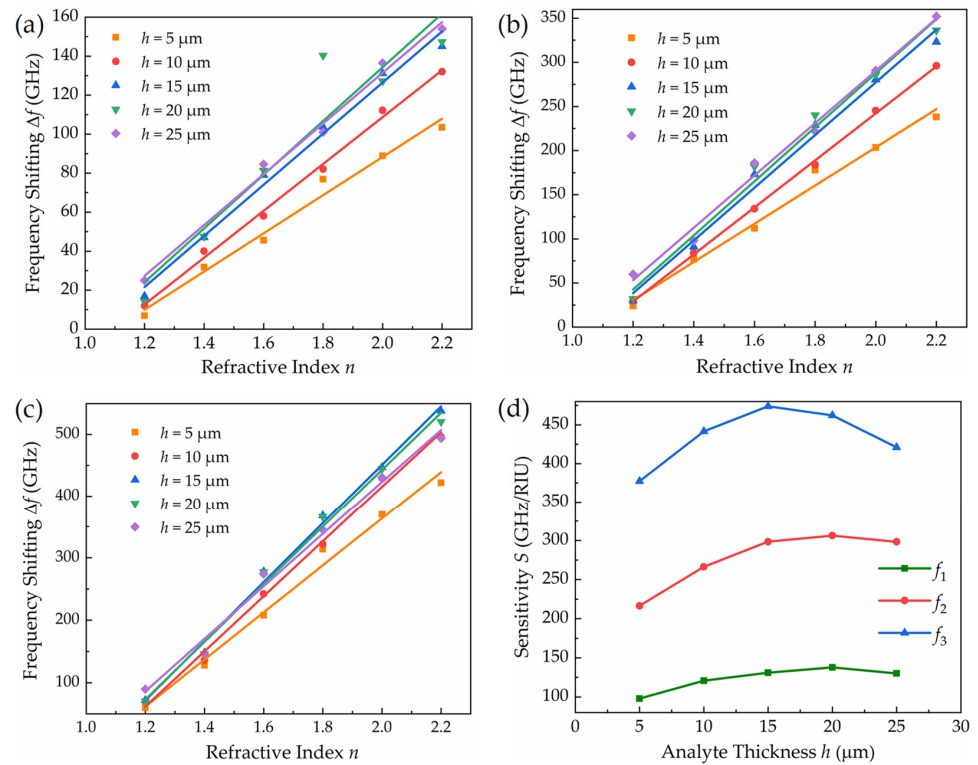 (a)
Frequency Shifting Δf (GHz)
160
140
120
100
80
60
40
20
0
h = 5 μm
h = 10 μm
h = 15 μm
h = 20 μm
h = 25 μm
1.0 1.2 1.4 1.6 1.8 2.0 2.2
Refractive Index n
(b)
Frequency Shifting Δf (GHz)
350
300
250
200
150
100
50
0
h = 5 μm
h = 10 μm
h = 15 μm
h = 20 μm
h = 25 μm
1.0 1.2 1.4 1.6 1.8 2.0 2.2
Refractive Index n
(c)
Frequency Shifting Δf (GHz)
500
400
300
200
100
h = 5 μm
h = 10 μm
h = 15 μm
h = 20 μm
h = 25 μm
1.0 1.2 1.4 1.6 1.8 2.0 2.2
Refractive Index n
(d)
Sensitivity S (GHz/RIU)
450
400
350
300
250
200
150
100
f1
f2
f3
0 5 10 15 20 25 30
Analyte Thickness h (μm)